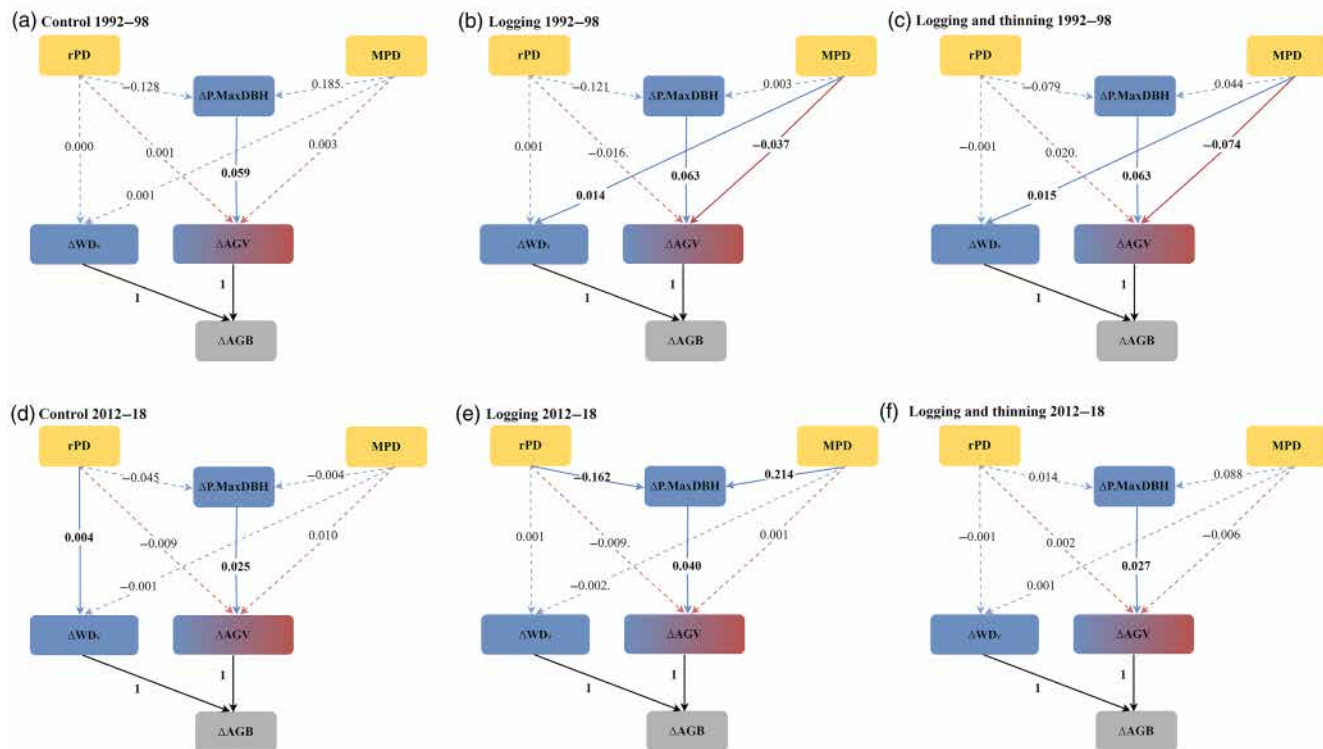 (a) Control 1992–98
rPD
MPD
–0.128
0.185
ΔP.MaxDBH
0.000
0.001
0.003
0.059
0.001
ΔWDᵥ
ΔAGV
1
1
ΔAGB
(b) Logging 1992–98
rPD
MPD
–0.121
0.003
ΔP.MaxDBH
0.001
–0.016.
–0.037
0.063
0.014
ΔWDᵥ
ΔAGV
1
1
ΔAGB
(c) Logging and thinning 1992–98
rPD
MPD
–0.079
0.044
ΔP.MaxDBH
–0.001
0.020.
–0.074
0.063
0.015
ΔWDᵥ
ΔAGV
1
1
ΔAGB
(d) Control 2012–18
rPD
MPD
–0.045
–0.004
ΔP.MaxDBH
0.004
–0.009
0.010
0.025
–0.001
ΔWDᵥ
ΔAGV
1
1
ΔAGB
(e) Logging 2012–18
rPD
MPD
–0.162
0.214
ΔP.MaxDBH
0.001
–0.009.
0.001
0.040
–0.002.
ΔWDᵥ
ΔAGV
1
1
ΔAGB
(f) Logging and thinning 2012–18
rPD
MPD
0.014
0.088
ΔP.MaxDBH
–0.001
0.002
–0.006
0.027
0.001
ΔWDᵥ
ΔAGV
1
1
ΔAGB